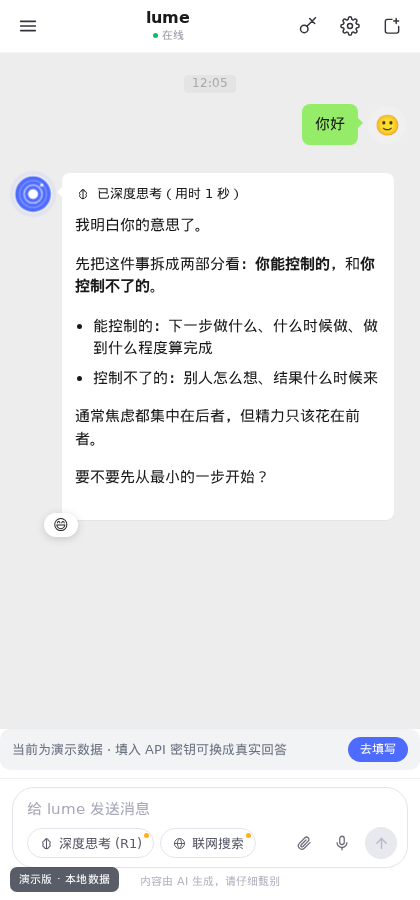 lume
在线
12:05
你好
已深度思考（用时 1 秒）
我明白你的意思了。
先把这件事拆成两部分看：你能控制的，和你
控制不了的。
• 能控制的：下一步做什么、什么时候做、做
到什么程度算完成
• 控制不了的：别人怎么想、结果什么时候来
通常焦虑都集中在后者，但精力只该花在前
者。
要不要先从最小的一步开始？
当前为演示数据 · 填入 API 密钥可换成真实回答
去填写
给 lume 发送消息
深度思考 (R1)
联网搜索
演示版 · 本地数据
内容由 AI 生成，请仔细甄别